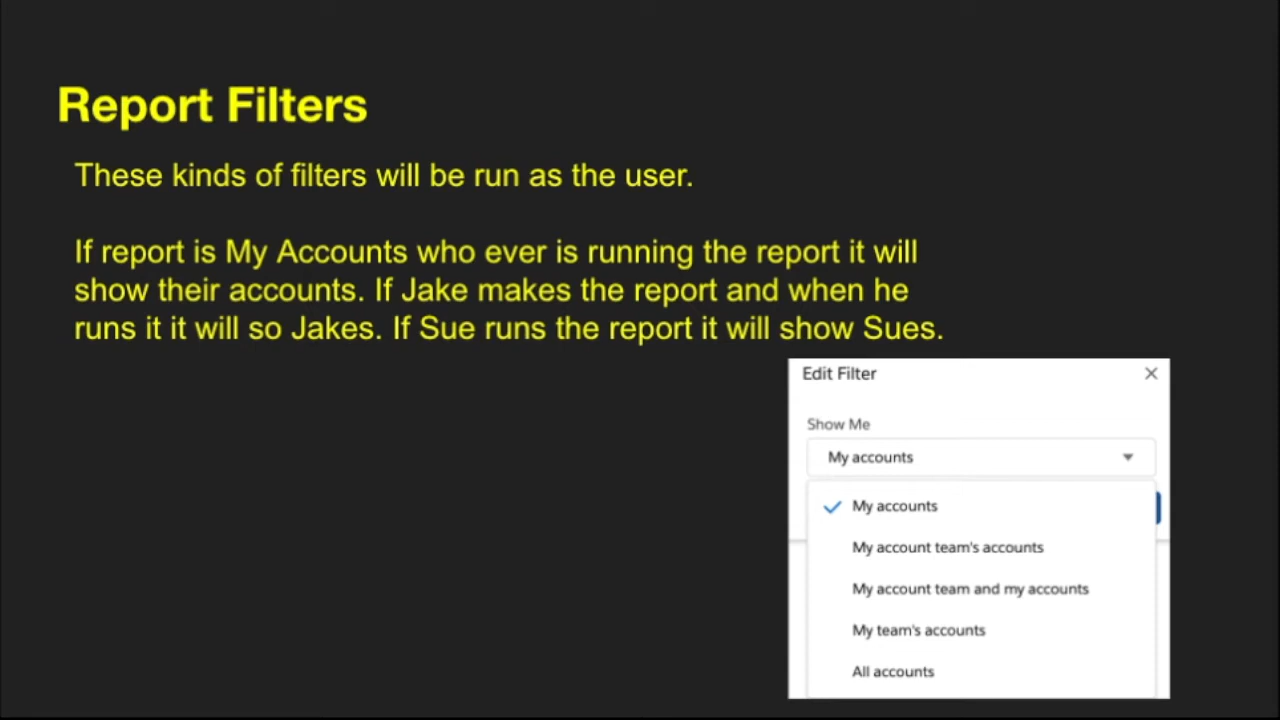 Report Filters
These kinds of filters will be run as the user.
If report is My Accounts who ever is running the report it will
show their accounts. If Jake makes the report and when he
runs it it will so Jakes. If Sue runs the report it will show Sues.
Edit Filter
Show Me
My accounts
My accounts
My account team's accounts
My account team and my accounts
My team's accounts
All accounts